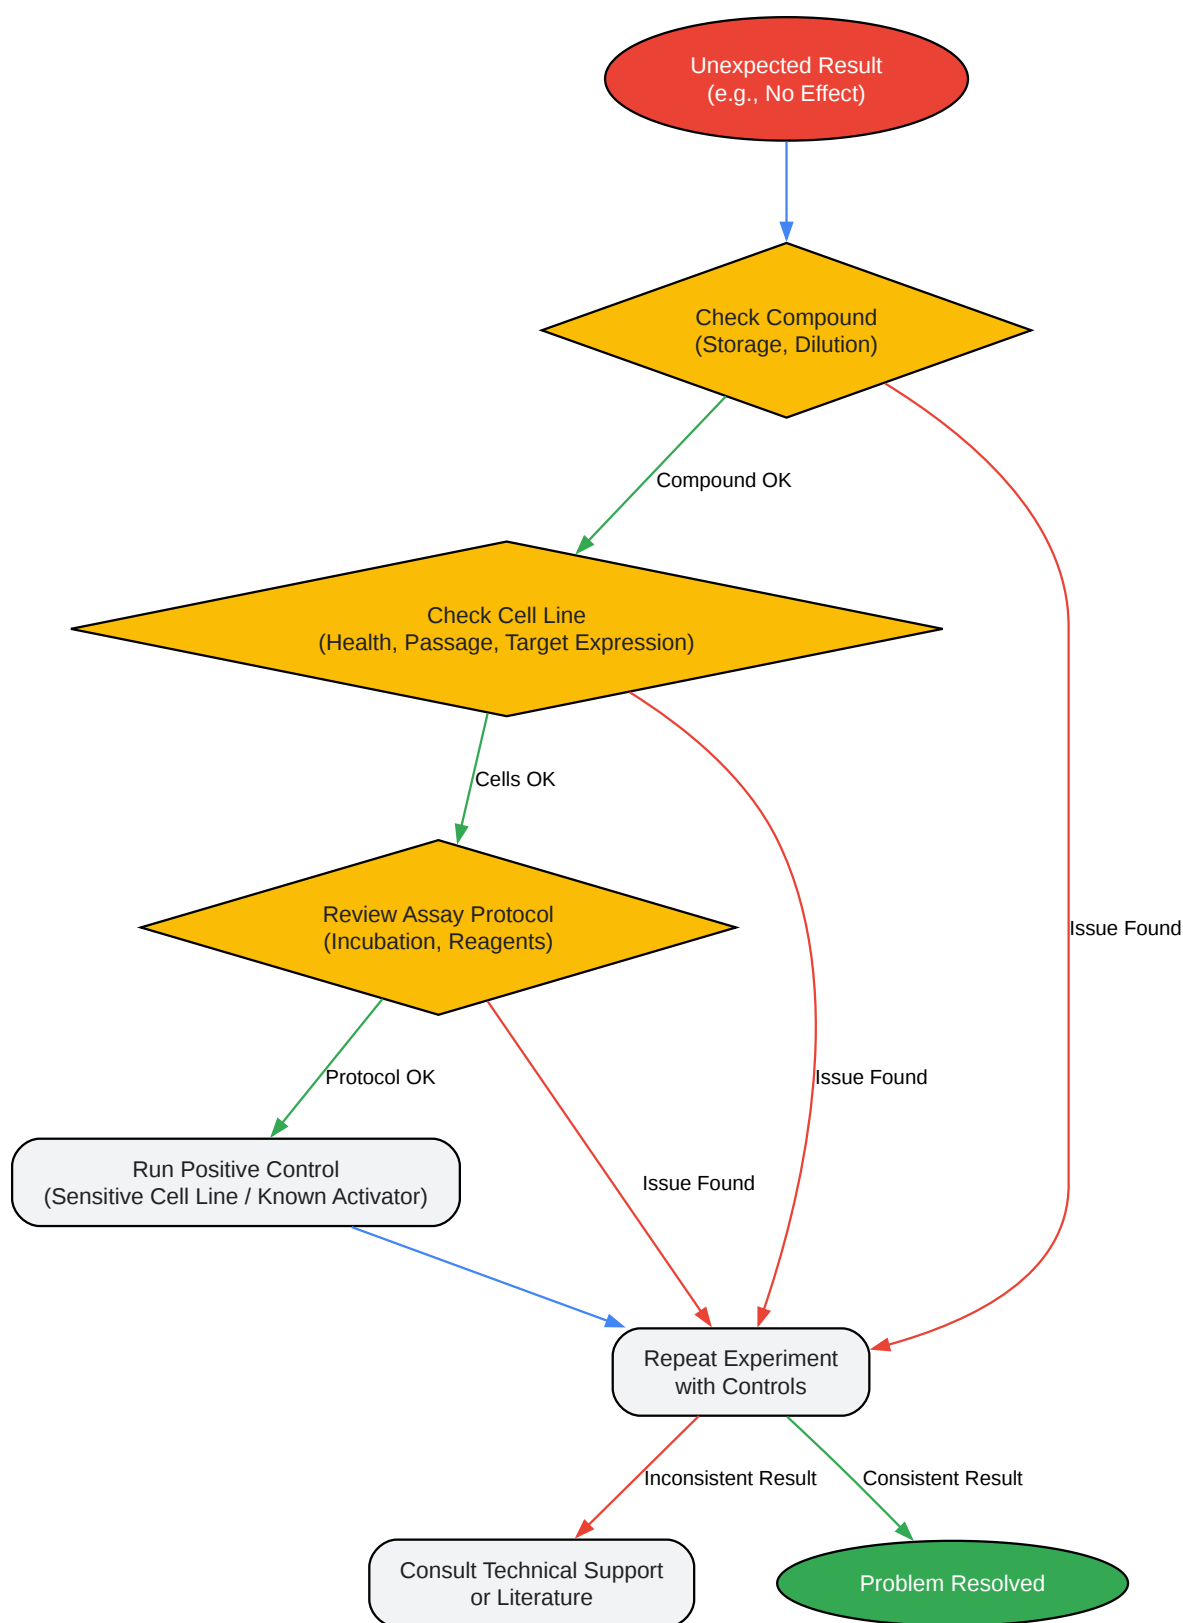 Unexpected Result
(e.g., No Effect)
Check Compound
(Storage, Dilution)
Compound OK
Check Cell Line
(Health, Passage, Target Expression)
Cells OK
Review Assay Protocol
(Incubation, Reagents)
Issue Found
Protocol OK
Issue Found
Run Positive Control
(Sensitive Cell Line / Known Activator)
Issue Found
Repeat Experiment
with Controls
Inconsistent Result
Consistent Result
Consult Technical Support
or Literature
Problem Resolved